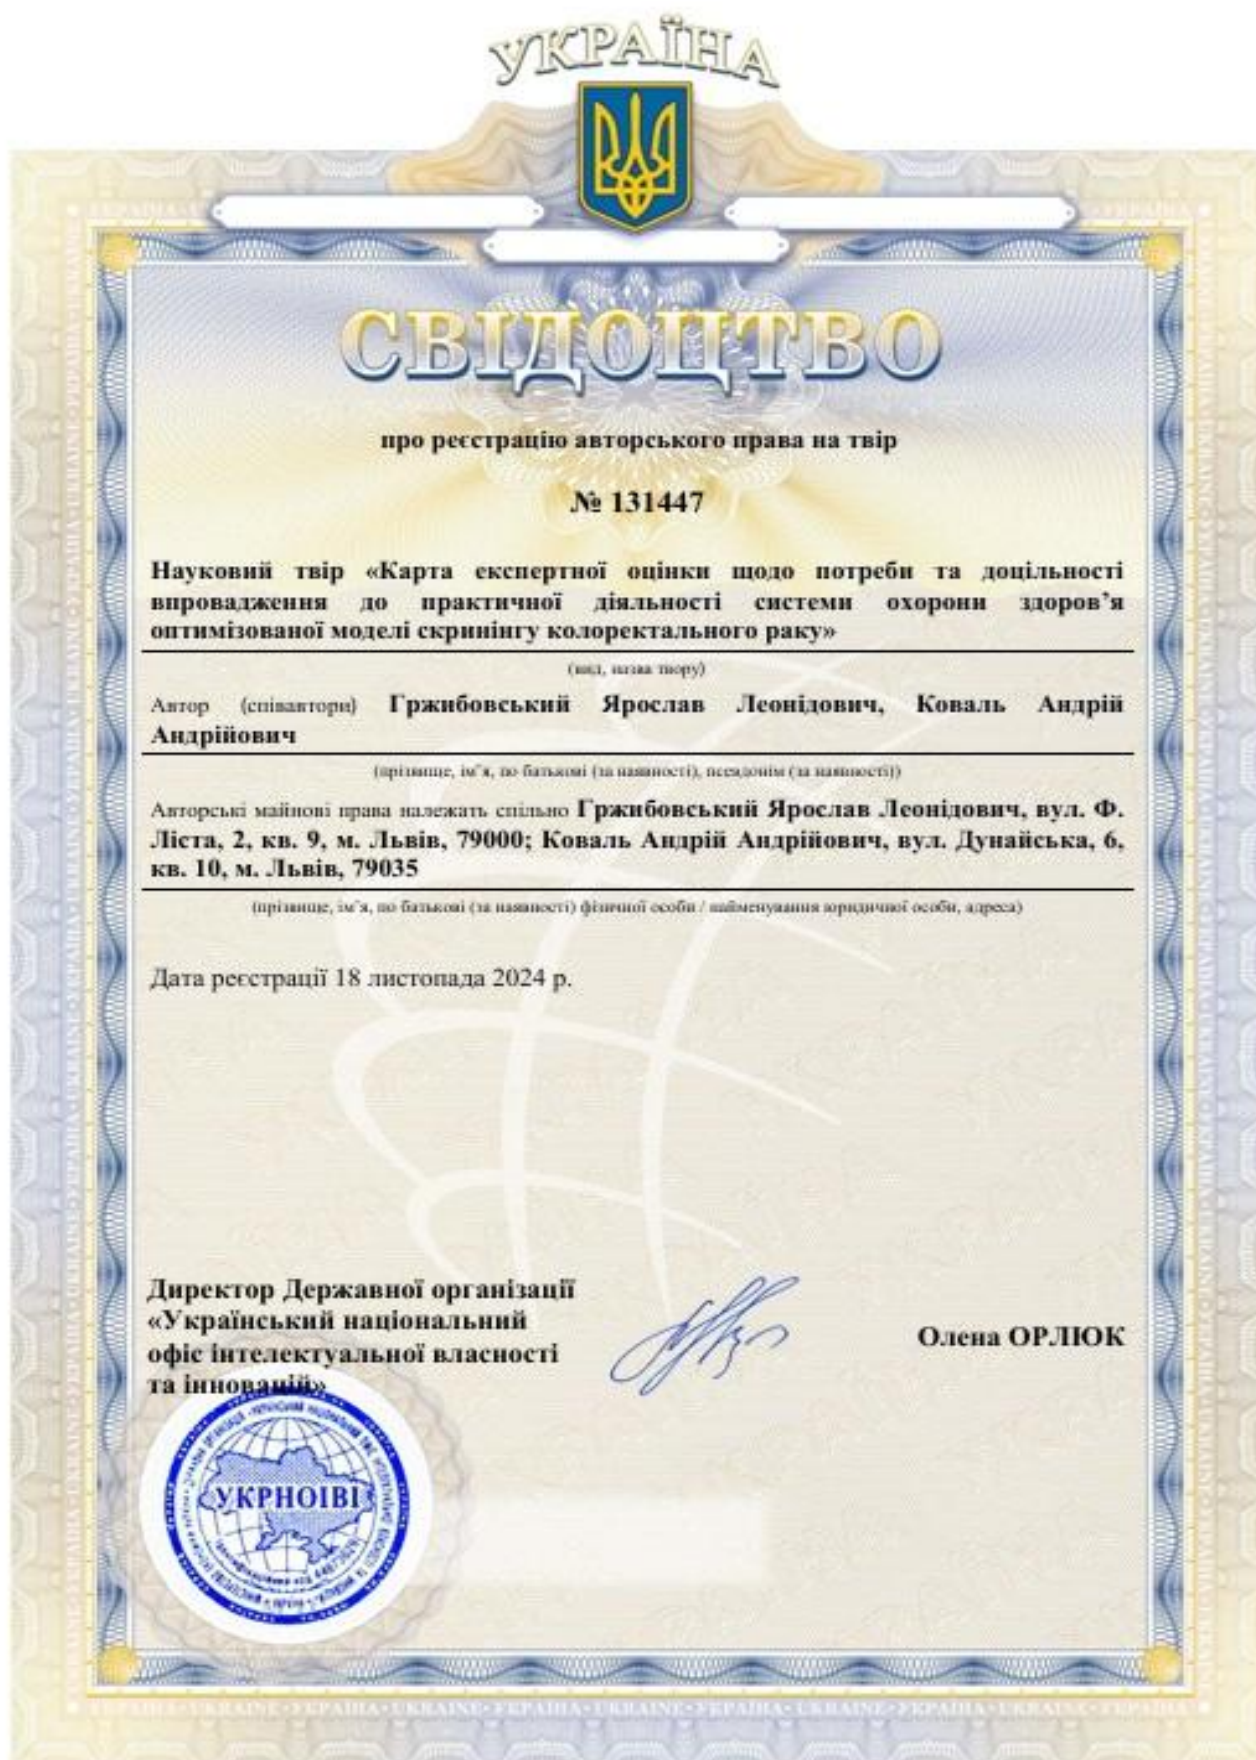 УКРАЇНА
СВІДОЦТВО
про реєстрацію авторського права на твір
№ 131447
Науковий твір «Карта експертної оцінки щодо потреби та доцільності
впровадження до практичної діяльності системи охорони здоров’я
оптимізованої моделі скринінгу колоректального раку»
(вид, назва твору)
Автор (співавтори) Гржибовський Ярослав Леонідович, Коваль Андрій
Андрійович
(прізвище, ім’я, по батькові (за наявності), псевдонім (за наявності))
Авторські майнові права належать спільно Гржибовський Ярослав Леонідович, вул. Ф.
Ліста, 2, кв. 9, м. Львів, 79000; Коваль Андрій Андрійович, вул. Дунайська, 6,
кв. 10, м. Львів, 79035
(прізвище, ім’я, по батькові (за наявності) фізичної особи / найменування юридичної особи, адреса)
Дата реєстрації 18 листопада 2024 р.
Директор Державної організації
«Український національний
офіс інтелектуальної власності
та інновацій»
Олена ОРЛЮК
УКРНОІВІ